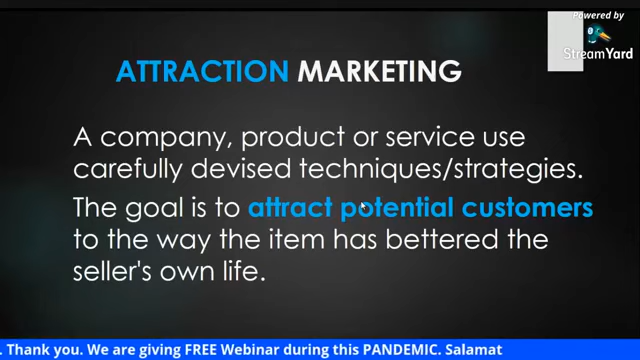 Powered by
StreamYard
ATTRACTION MARKETING
A company, product or service use
carefully devised techniques/strategies.
The goal is to attract potential customers
to the way the item has bettered the
seller's own life.
. Thank you. We are giving FREE Webinar during this PANDEMIC. Salamat